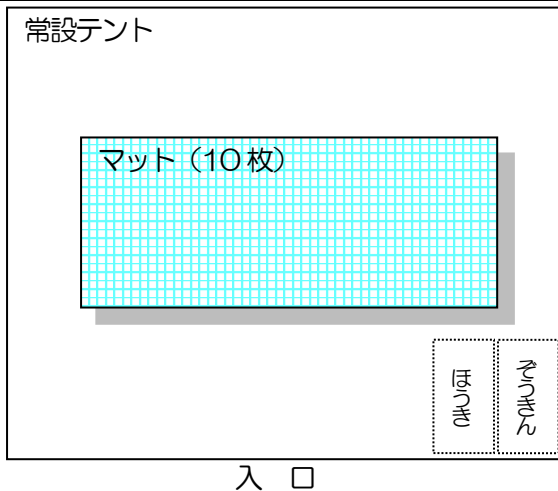 常設テント
マット（10枚）
ほうき
ぞうきん
入　口